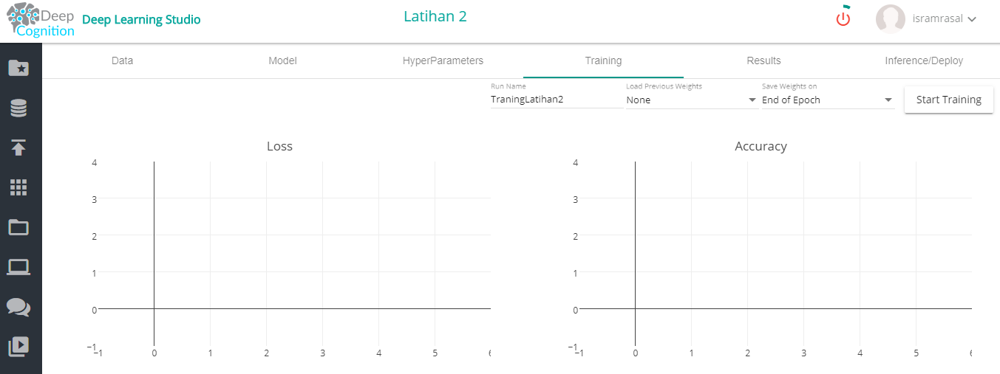 Deep Cognition
Deep Learning Studio
Latihan 2
isramrasal
Data Model HyperParameters Training Results Inference/Deploy
Run Name Load Previous Weights Save Weights on
TraningLatihan2 None End of Epoch Start Training
Loss
4
3
2
1
0
−1
−1 0 1 2 3 4 5
Accuracy
4
3
2
1
0
−1
−1 0 1 2 3 4 5